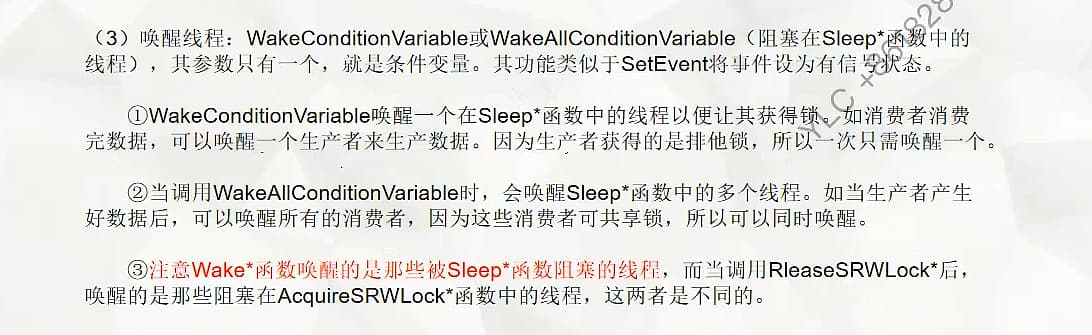 （3）唤醒线程：WakeConditionVariable或WakeAllConditionVariable（阻塞在Sleep*函数中的
线程），其参数只有一个，就是条件变量。其功能类似于SetEvent将事件设为有信号状态。
①WakeConditionVariable唤醒一个在Sleep*函数中的线程以便让其获得锁。如消费者消费
完数据，可以唤醒一个生产者来生产数据。因为生产者获得的是排他锁，所以一次只需唤醒一个。
②当调用WakeAllConditionVariable时，会唤醒Sleep*函数中的多个线程。如当生产者产生
好数据后，可以唤醒所有的消费者，因为这些消费者可共享锁，所以可以同时唤醒。
③注意Wake*函数唤醒的是那些被Sleep*函数阻塞的线程，而当调用RleaseSRWLock*后，
唤醒的是那些阻塞在AcquireSRWLock*函数中的线程，这两者是不同的。
YLC